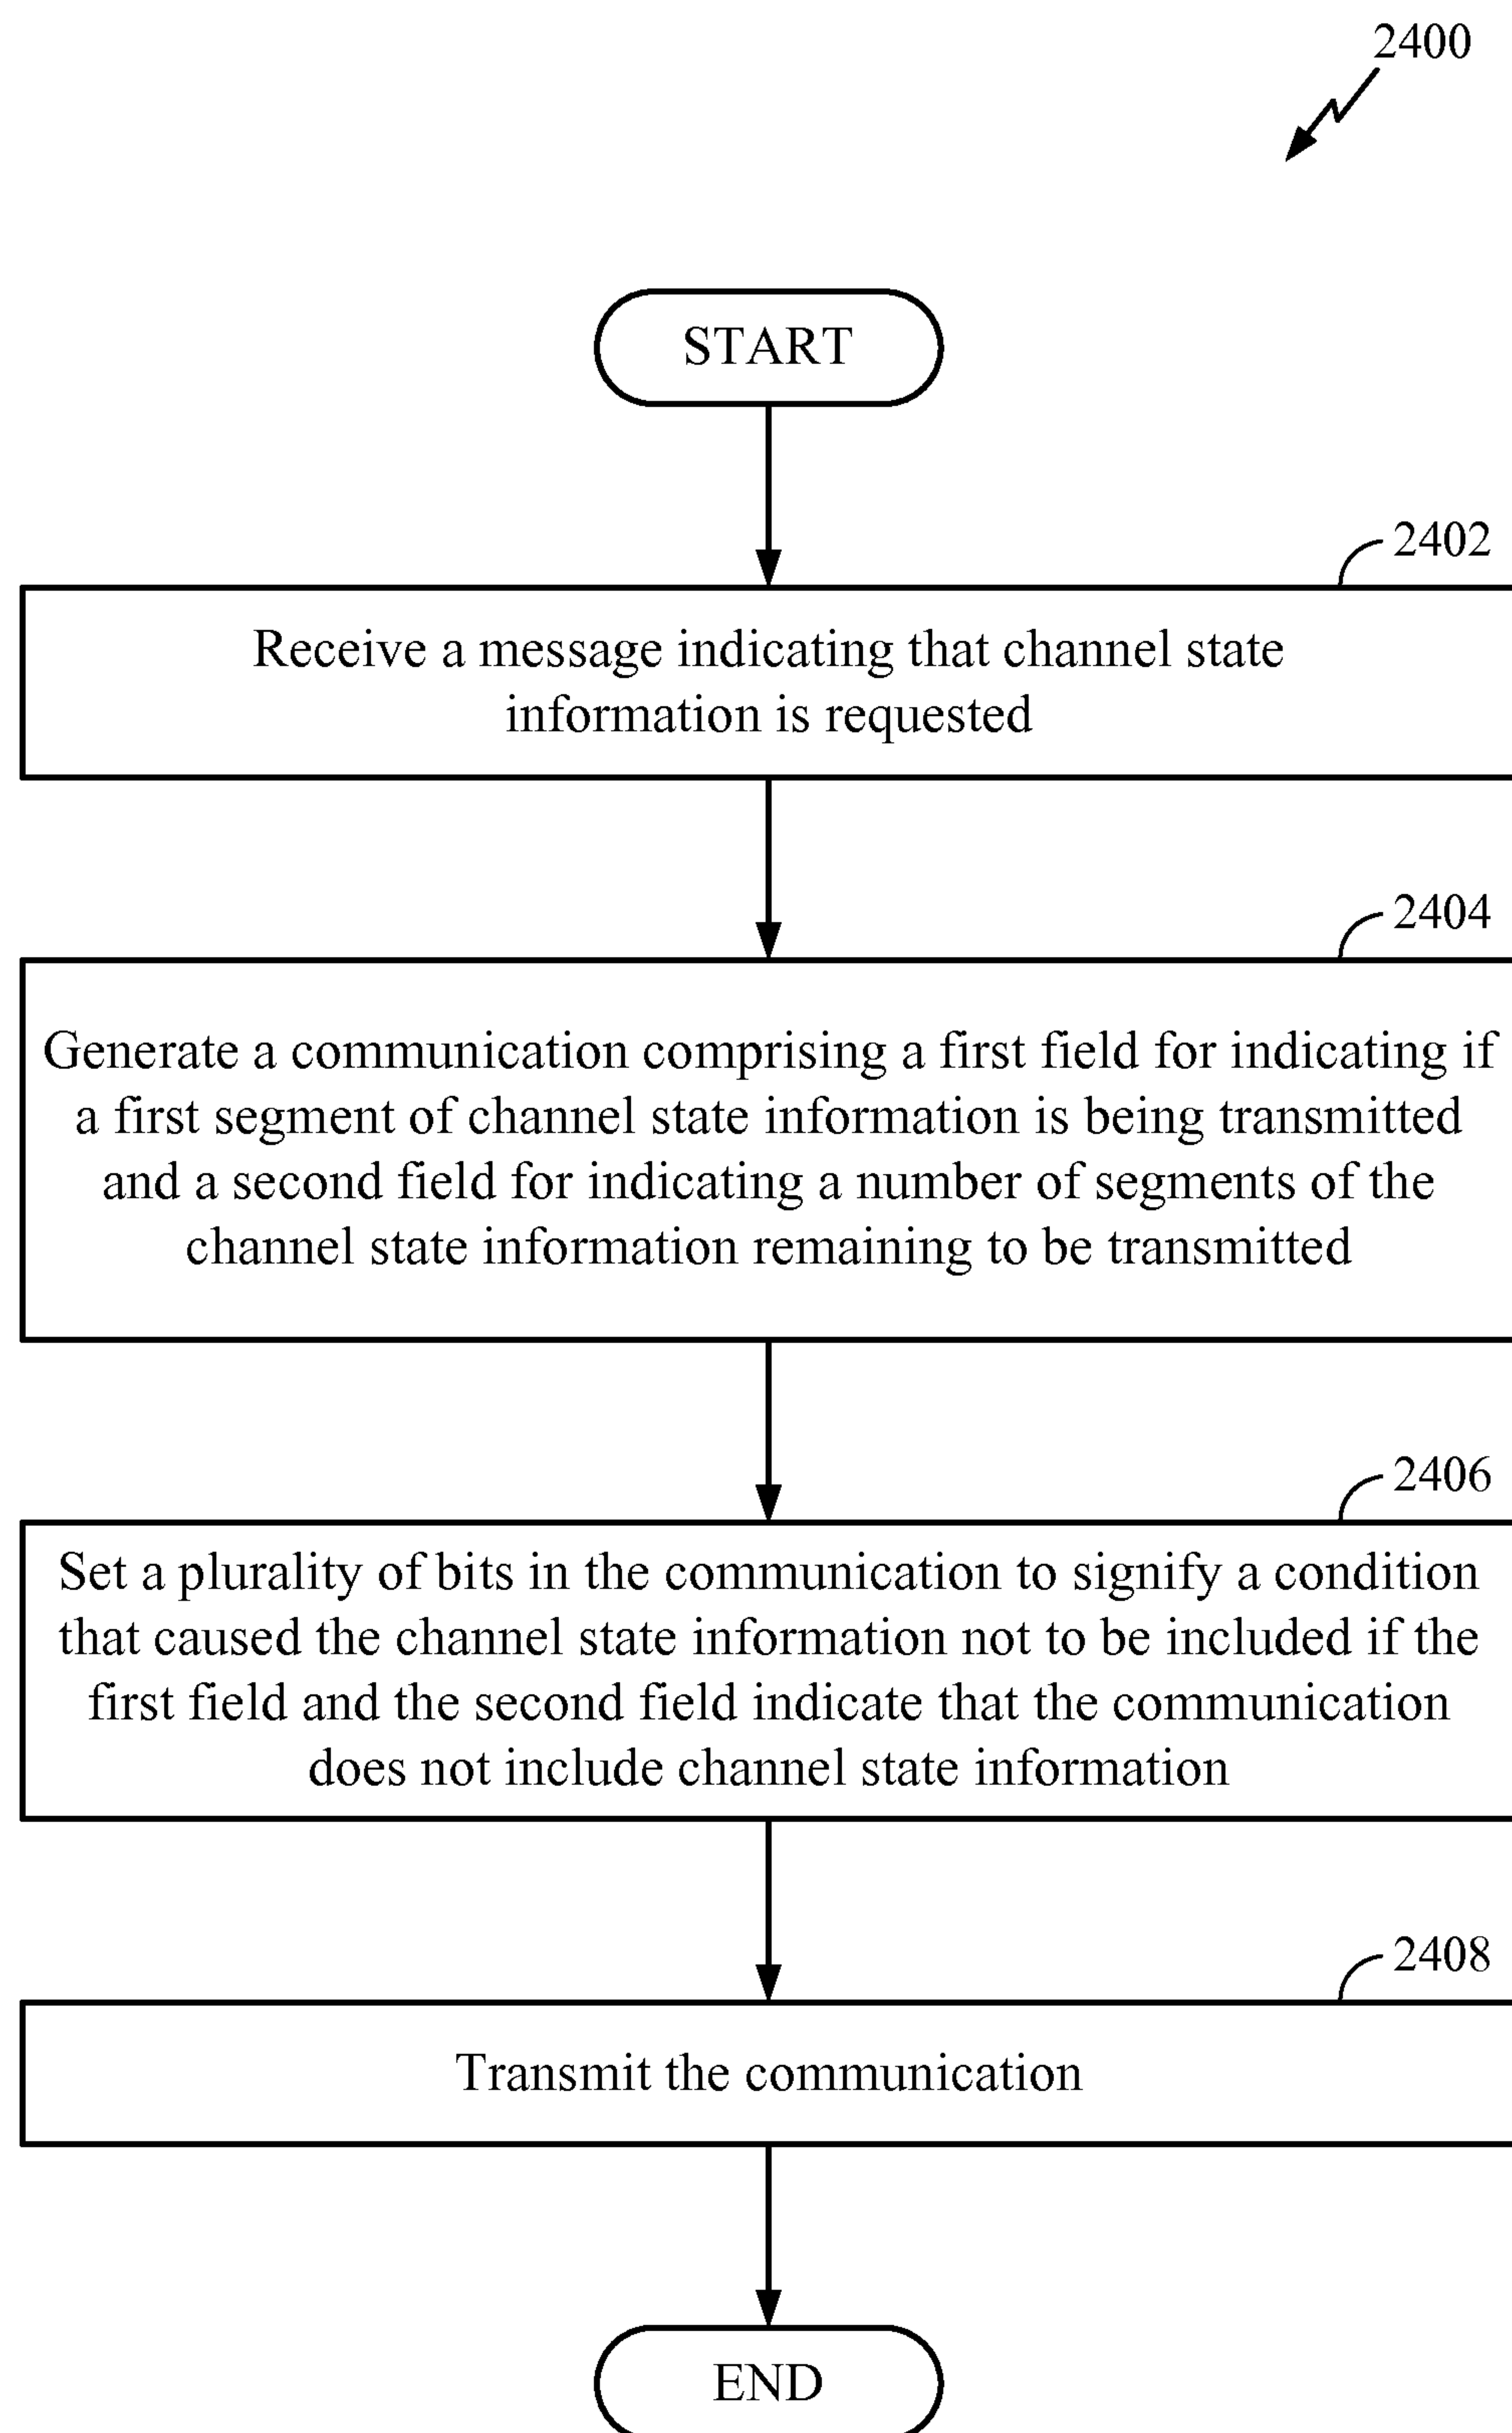 2400
START
2402
Receive a message indicating that channel state
information is requested
2404
Generate a communication comprising a first field for indicating if
a first segment of channel state information is being transmitted
and a second field for indicating a number of segments of the
channel state information remaining to be transmitted
2406
Set a plurality of bits in the communication to signify a condition
that caused the channel state information not to be included if the
first field and the second field indicate that the communication
does not include channel state information
2408
Transmit the communication
END